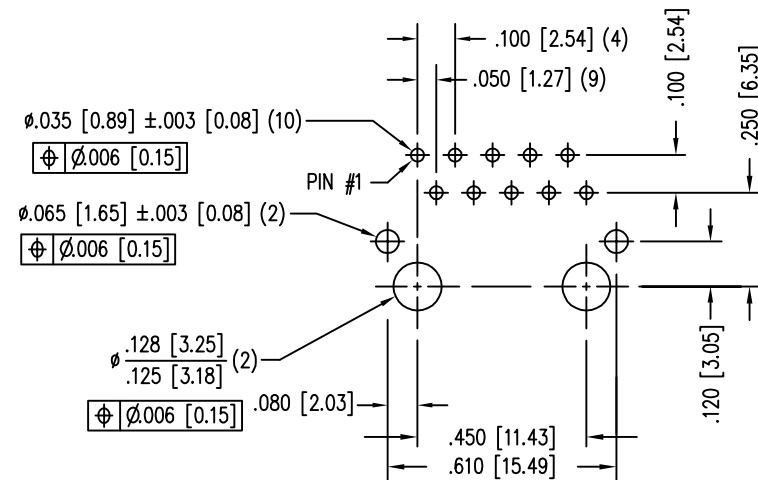 .100 [2.54] (4)
.050 [1.27] (9)
.100 [2.54]
.250 [6.35]
ø.035 [0.89] ±.003 [0.08] (10)
⌖ Ø.006 [0.15]
PIN #1
ø.065 [1.65] ±.003 [0.08] (2)
⌖ Ø.006 [0.15]
ø .128 [3.25] (2)
.125 [3.18]
⌖ Ø.006 [0.15]
.080 [2.03]
.120 [3.05]
.450 [11.43]
.610 [15.49]